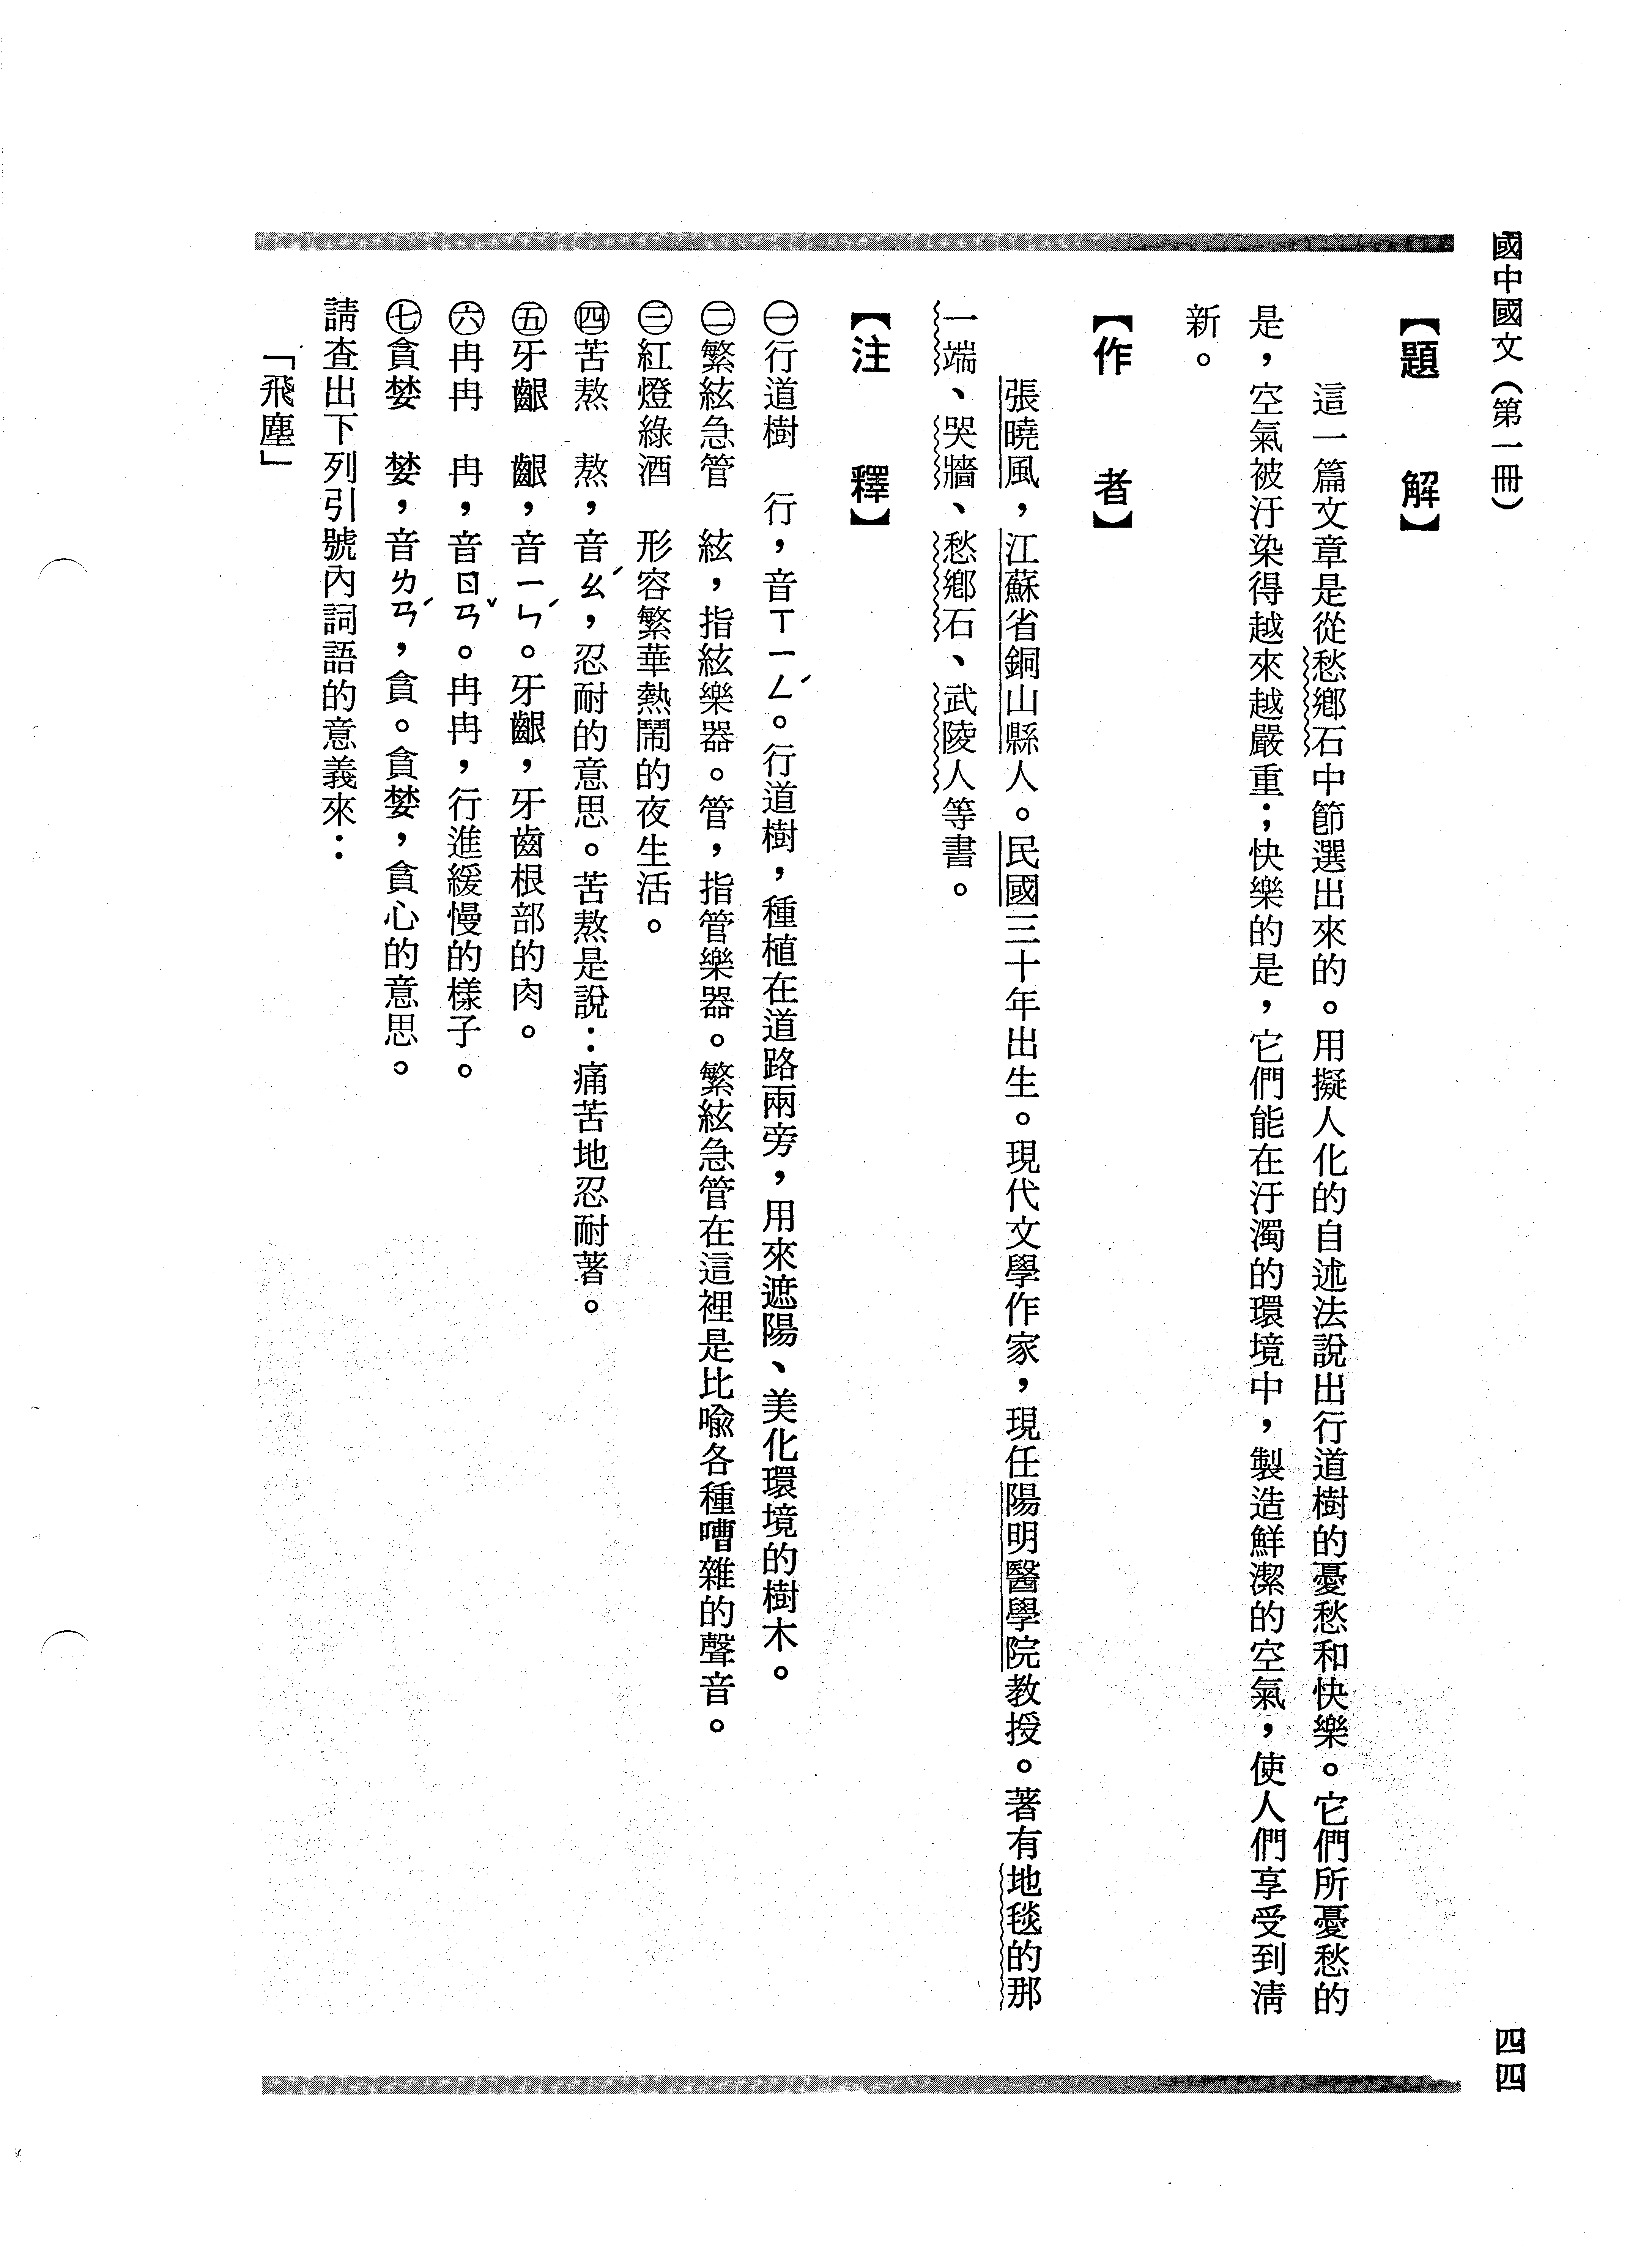 國中國文（第一冊）
四四
【題　解】
這一篇文章是從愁鄉石中節選出來的。用擬人化的自述法說出行道樹的憂愁和快樂。它們所憂愁的
是，空氣被汙染得越來越嚴重；快樂的是，它們能在汙濁的環境中，製造鮮潔的空氣，使人們享受到清
新。
【作　者】
張曉風，江蘇省銅山縣人。民國三十年出生。現代文學作家，現任陽明醫學院教授。著有地毯的那
一端、哭牆、愁鄉石、武陵人等書。
【注　釋】
㊀行道樹　行，音ㄒㄧㄥˊ。行道樹，種植在道路兩旁，用來遮陽、美化環境的樹木。
㊁繁絃急管　絃，指絃樂器。管，指管樂器。繁絃急管在這裡是比喻各種嘈雜的聲音。
㊂紅燈綠酒　形容繁華熱鬧的夜生活。
㊃苦熬　熬，音ㄠˊ，忍耐的意思。苦熬是說：痛苦地忍耐著。
㊄牙齦　齦，音ㄧㄣˊ。牙齦，牙齒根部的肉。
㊅冉冉　冉，音ㄖㄢˇ。冉冉，行進緩慢的樣子。
㊆貪婪　婪，音ㄌㄢˊ，貪。貪婪，貪心的意思。
請查出下列引號內詞語的意義來：
「飛塵」